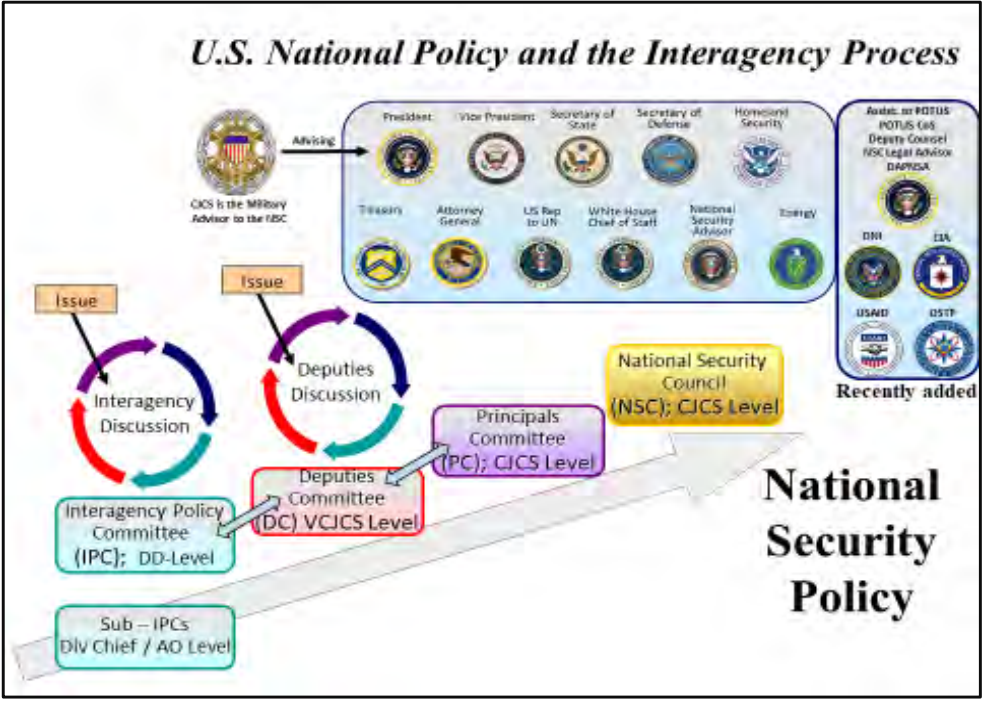 U.S. National Policy and the Interagency Process
Advising
CJCS is the Military
Advisor to the NSC
President
Vice President
Secretary of
State
Secretary of
Defense
Homeland
Security
Treasury
Attorney
General
US Rep
to UN
White House
Chief of Staff
National
Security
Advisor
Energy
Assist. to POTUS
POTUS CoS
Deputy Counsel
NSC Legal Advisor
DAPNSA
DNI
CIA
USAID
OSTP
Recently added
Issue
Issue
Interagency
Discussion
Deputies
Discussion
National Security
Council
(NSC); CJCS Level
Principals
Committee
(PC); CJCS Level
Deputies
Committee
(DC) VCJCS Level
Interagency Policy
Committee
(IPC); DD-Level
Sub – IPCs
Div Chief / AO Level
National
Security
Policy